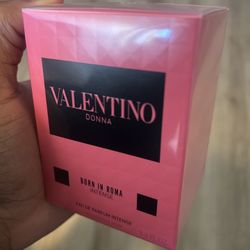 VALENTINO
DONNA
BORN IN ROMA
INTENSE
EAU DE PARFUM INTENSE